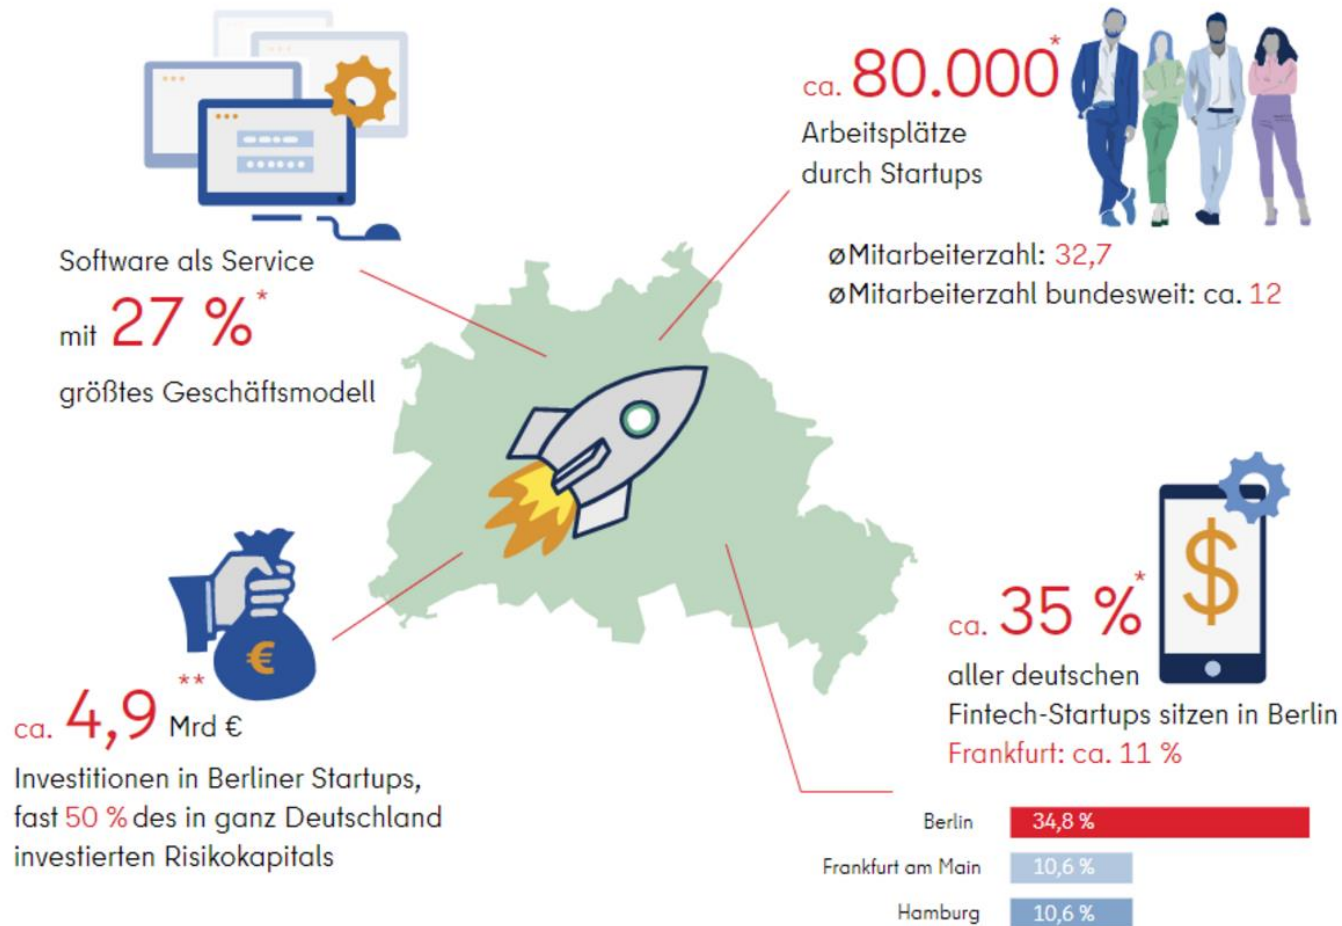 Software als Service
mit 27 %*
größtes Geschäftsmodell
ca. 80.000*
Arbeitsplätze
durch Startups
øMitarbeiterzahl: 32,7
øMitarbeiterzahl bundesweit: ca. 12
€
ca. 4,9** Mrd €
Investitionen in Berliner Startups,
fast 50 % des in ganz Deutschland
investierten Risikokapitals
$
ca. 35 %*
aller deutschen
Fintech-Startups sitzen in Berlin
Frankfurt: ca. 11 %
Berlin 34,8 %
Frankfurt am Main 10,6 %
Hamburg 10,6 %